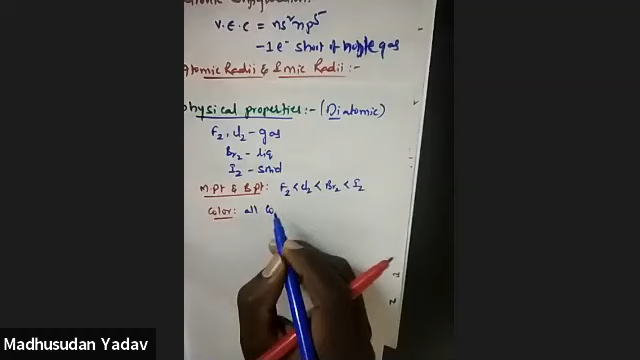 V.E.C = ns²np⁵
-1e⁻ short of noble gas
Atomic Radii & Ionic Radii :-
physical properties:- (Diatomic)
F₂, Cl₂ - gas
Br₂ - liq
I₂ - solid
M.pt & B.pt: F₂ < Cl₂ < Br₂ < I₂
Color: all Co
Madhusudan Yadav